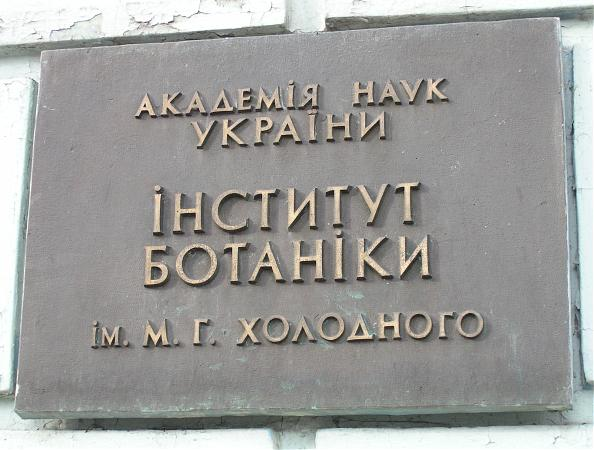 АКАДЕМІЯ НАУК
УКРАЇНИ
ІНСТИТУТ
БОТАНІКИ
ім. М. Г. ХОЛОДНОГО